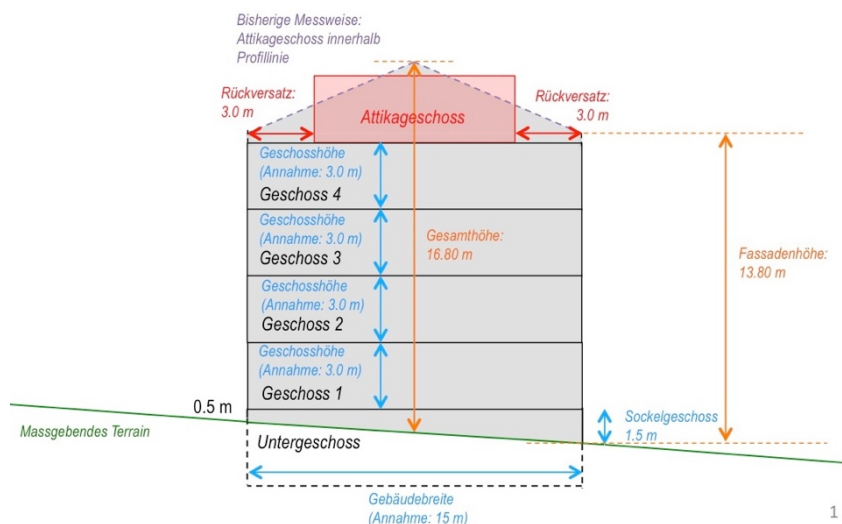 Bisherige Messweise:
Attikageschoss innerhalb
Profillinie
Rückversatz:
3.0 m
Attikageschoss
Rückversatz:
3.0 m
Geschosshöhe
(Annahme: 3.0 m)
Geschoss 4
Geschosshöhe
(Annahme: 3.0 m)
Geschoss 3
Gesamthöhe:
16.80 m
Fassadenhöhe:
13.80 m
Geschosshöhe
(Annahme: 3.0 m)
Geschoss 2
Geschosshöhe
(Annahme: 3.0 m)
Geschoss 1
0.5 m
Massgebendes Terrain
Untergeschoss
Sockelgeschoss
1.5 m
Gebäudebreite
(Annahme: 15 m)
1